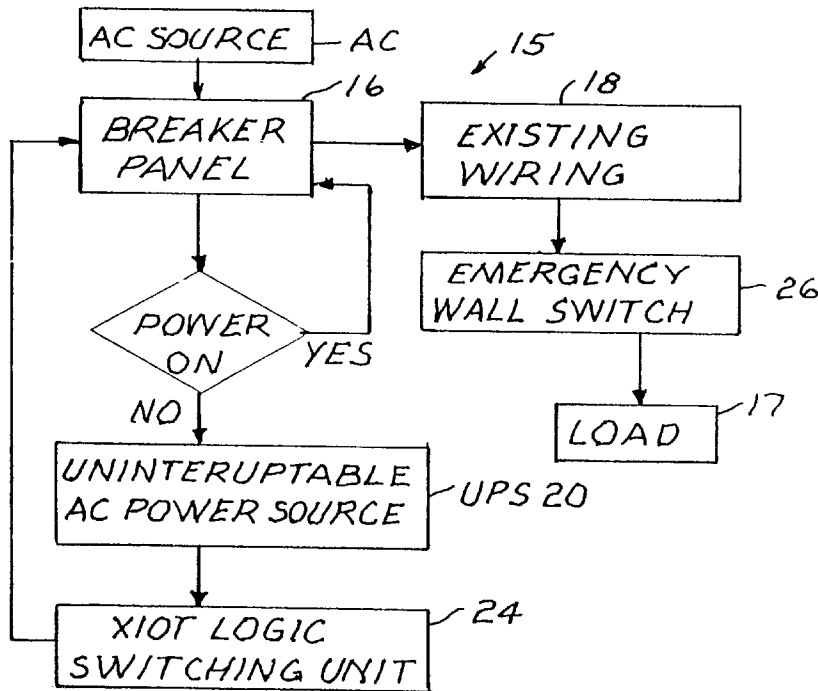 AC SOURCE
AC
15
16
18
BREAKER
PANEL
EXISTING
WIRING
EMERGENCY
WALL SWITCH
26
POWER
ON
YES
NO
17
LOAD
UNINTERUPTABLE
AC POWER SOURCE
UPS 20
24
XIOT LOGIC
SWITCHING UNIT